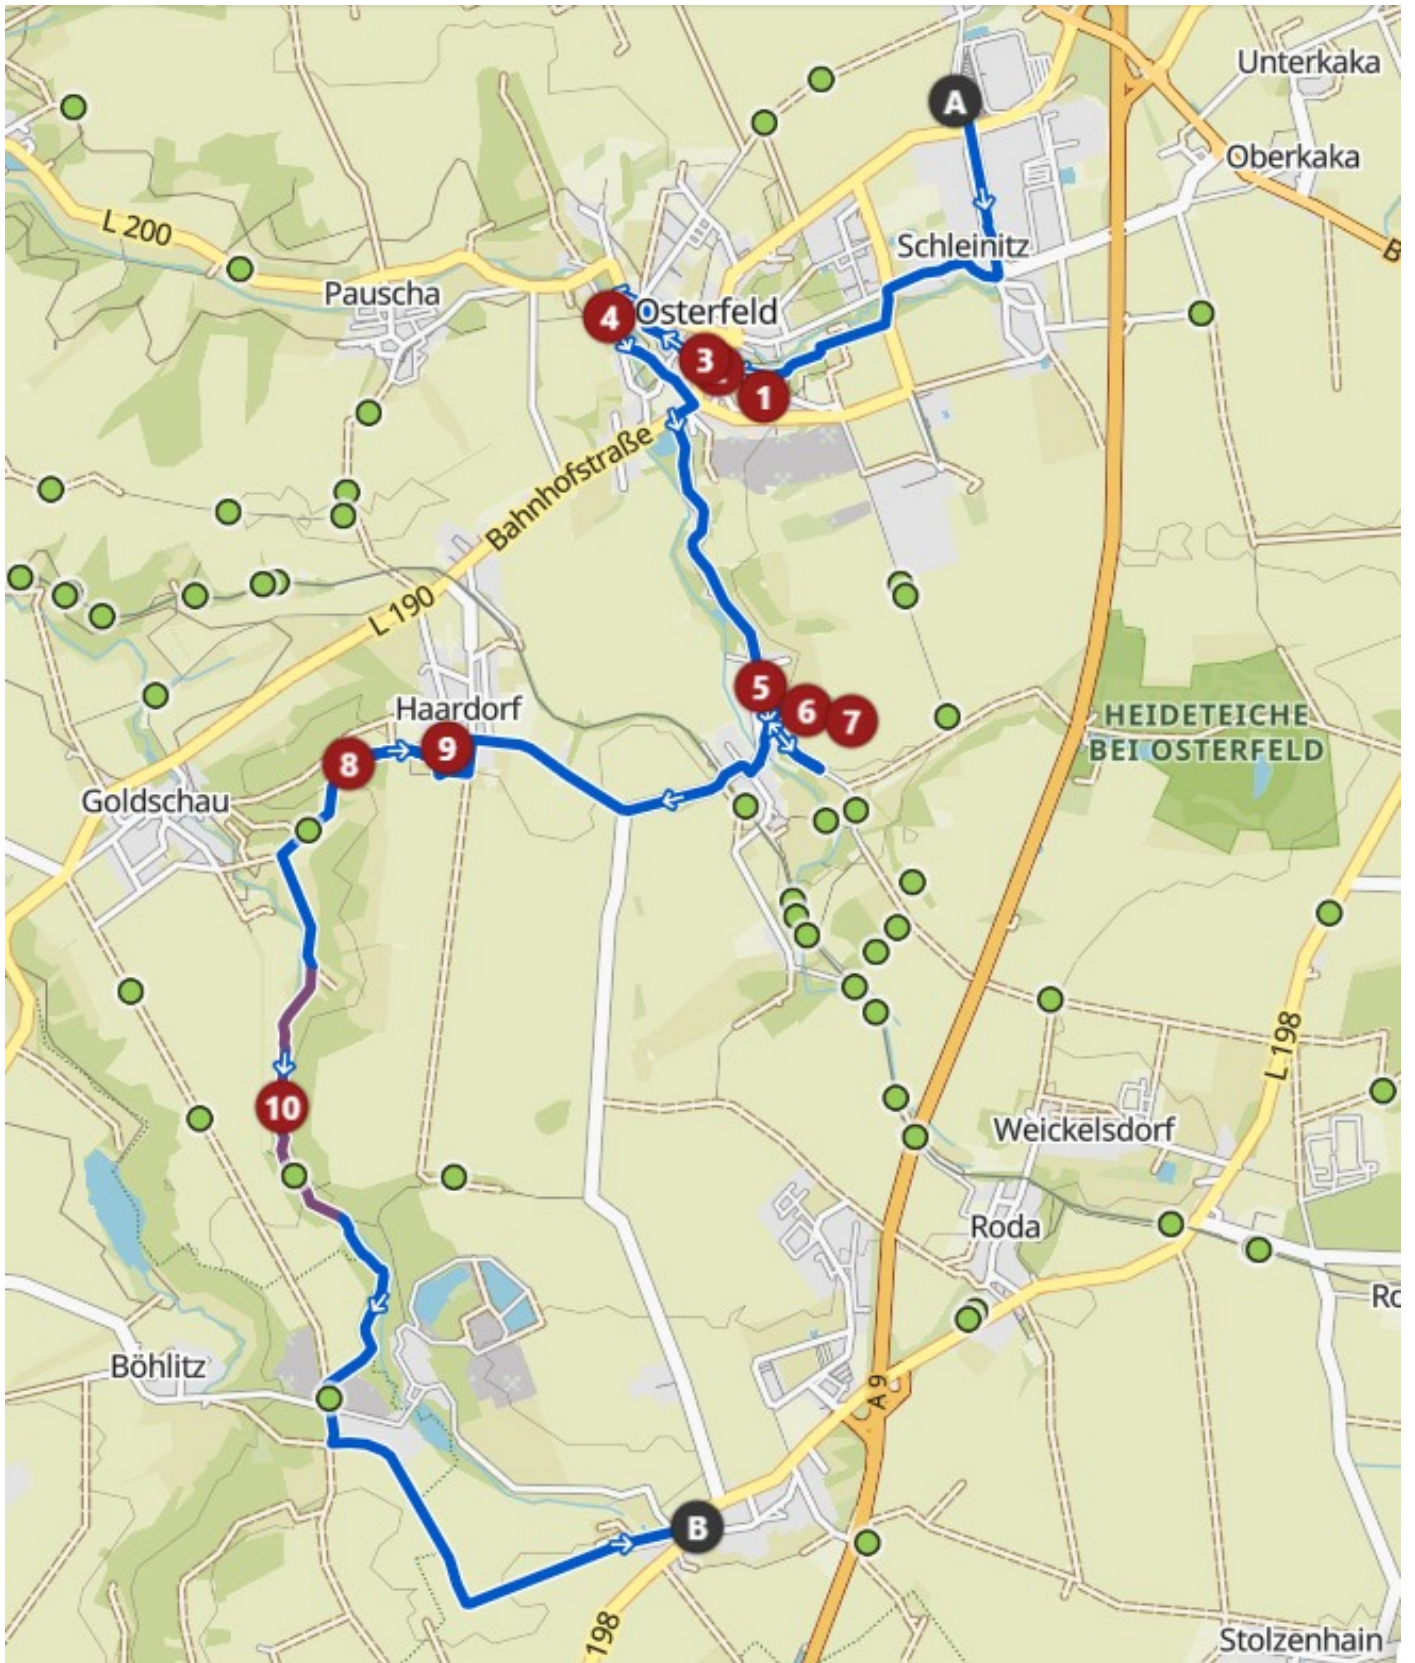 Unterkaka
A
Oberkaka
L 200
B
Schleinitz
Pauscha
4
Osterfeld
3
1
Bahnhofstraße
L 190
5
6
7
Haardorf
HEIDETEICHE
BEI OSTERFELD
9
8
Goldschau
L 198
10
Weickelsdorf
Roda
Ro
Böhlitz
A 9
B
198
Stolzenhain